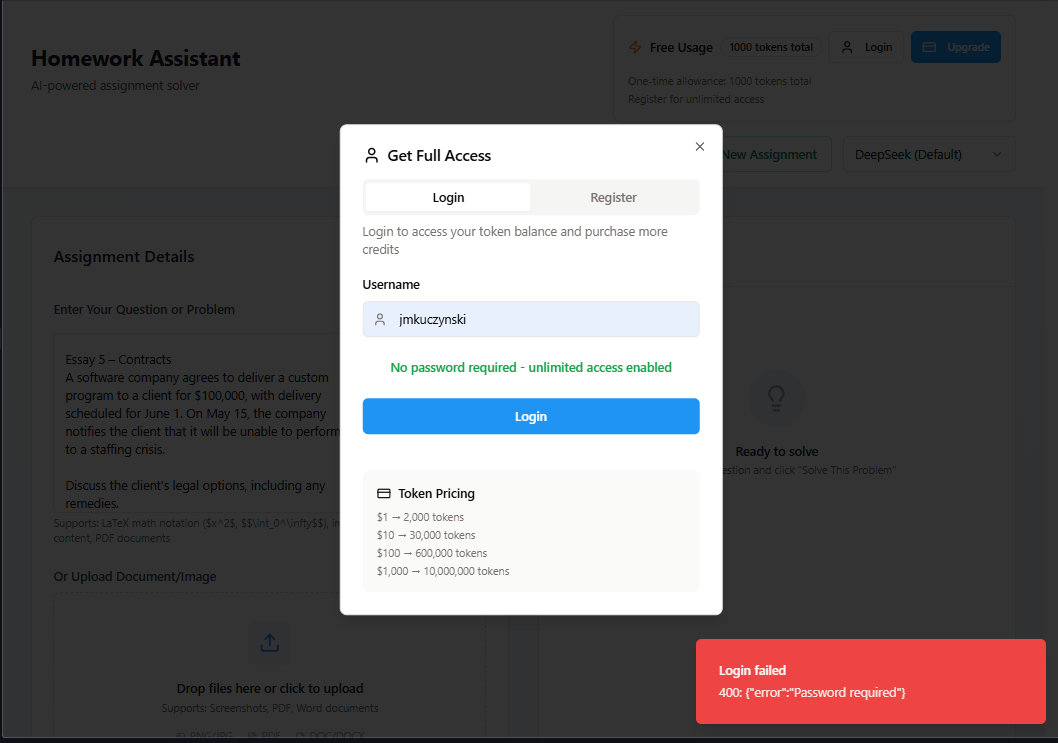 Homework Assistant
AI-powered assignment solver
Free Usage
1000 tokens total
Login
Upgrade
One-time allowance: 1000 tokens total
Register for unlimited access
New Assignment
DeepSeek (Default)
Get Full Access
Login
Register
Login to access your token balance and purchase more
credits
Username
jmkuczynski
No password required - unlimited access enabled
Login
Token Pricing
$1 → 2,000 tokens
$10 → 30,000 tokens
$100 → 600,000 tokens
$1,000 → 10,000,000 tokens
Assignment Details
Enter Your Question or Problem
Essay 5 – Contracts
A software company agrees to deliver a custom
program to a client for $100,000, with delivery
scheduled for June 1. On May 15, the company
notifies the client that it will be unable to perform
to a staffing crisis.
Discuss the client's legal options, including any
remedies.
Supports: LaTeX math notation ($x^2$, $$\int_0^\infty$$),
content, PDF documents
Or Upload Document/Image
Drop files here or click to upload
Supports: Screenshots, PDF, Word documents
PNG/JPG
PDF
DOC/DOCX
Ready to solve
and click "Solve This Problem"
Login failed
400: {"error":"Password required"}